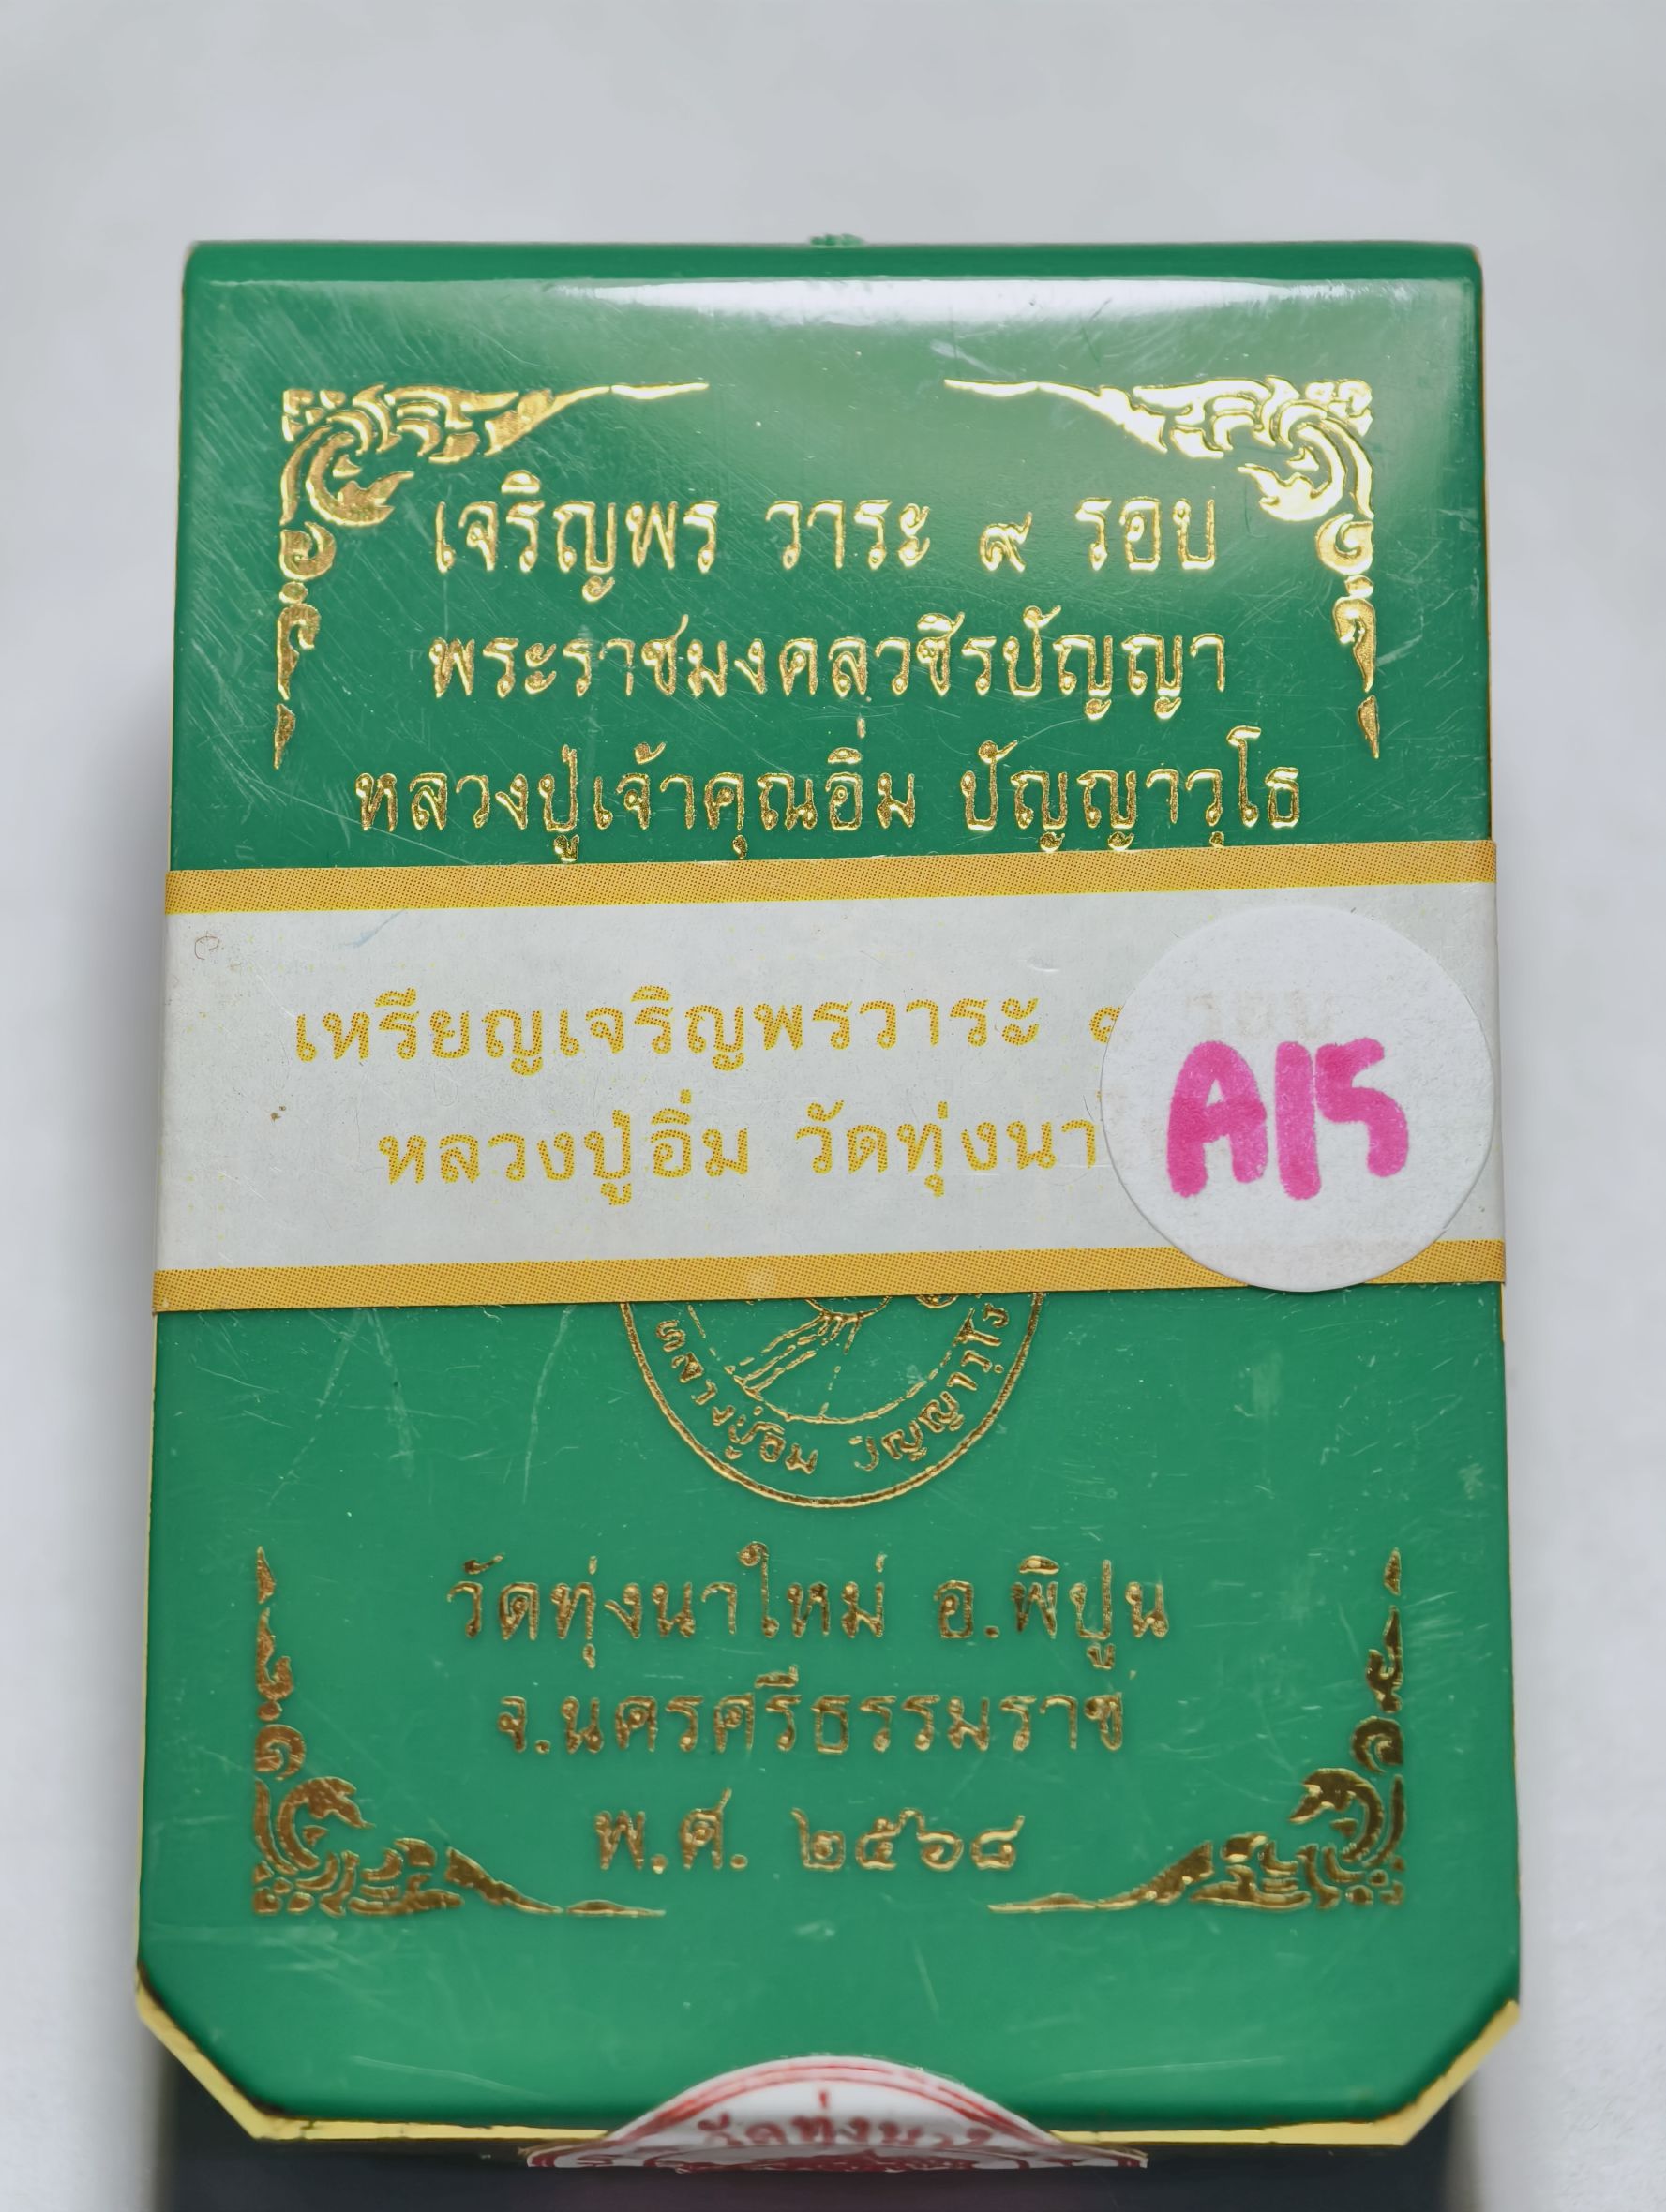 เจริญพร วาระ ๙ รอบ
พระราชมงคลวชิรปัญญา
หลวงปู่เจ้าคุณอิ่ม ปัญญาวุโธ
เหรียญเจริญพรวาระ
หลวงปู่อิ่ม วัดทุ่งนา
A15
หลวงปู่อิ่ม ปัญญาวุโธ
วัดทุ่งนาใหม่ อ.พิปูน
จ.นครศรีธรรมราช
พ.ศ. ๒๕๖๘
วัดทุ่งนา